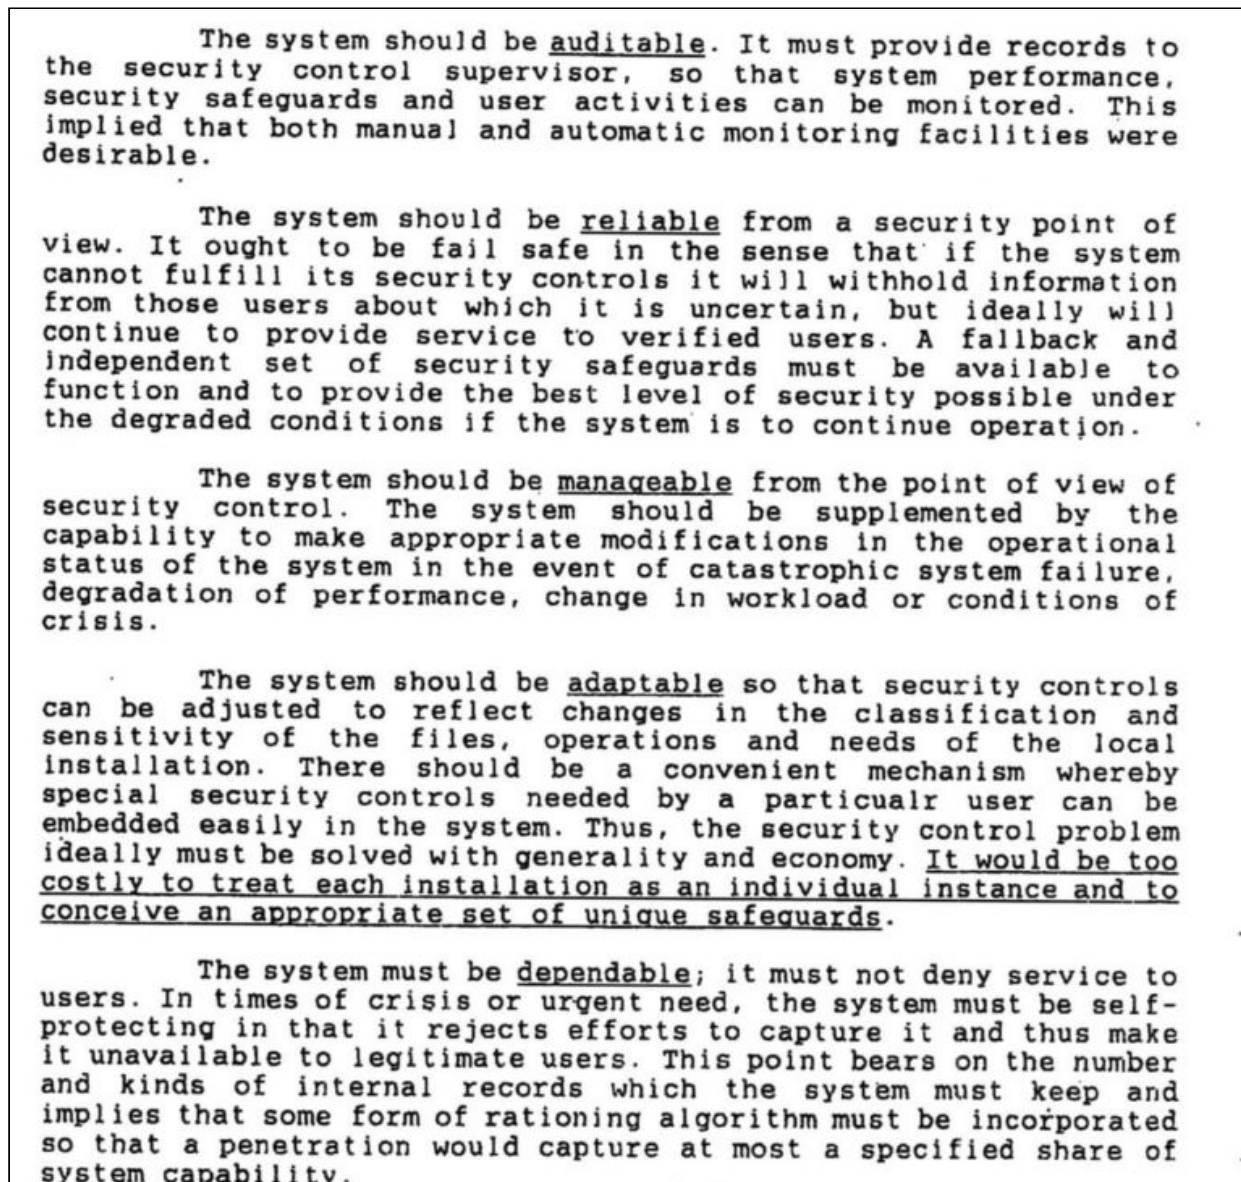 The system should be auditable. It must provide records to
the security control supervisor, so that system performance,
security safeguards and user activities can be monitored. This
implied that both manual and automatic monitoring facilities were
desirable.
The system should be reliable from a security point of
view. It ought to be fail safe in the sense that if the system
cannot fulfill its security controls it will withhold information
from those users about which it is uncertain, but ideally will
continue to provide service to verified users. A fallback and
independent set of security safeguards must be available to
function and to provide the best level of security possible under
the degraded conditions if the system is to continue operation.
The system should be manageable from the point of view of
security control. The system should be supplemented by the
capability to make appropriate modifications in the operational
status of the system in the event of catastrophic system failure,
degradation of performance, change in workload or conditions of
crisis.
The system should be adaptable so that security controls
can be adjusted to reflect changes in the classification and
sensitivity of the files, operations and needs of the local
installation. There should be a convenient mechanism whereby
special security controls needed by a particualr user can be
embedded easily in the system. Thus, the security control problem
ideally must be solved with generality and economy. It would be too
costly to treat each installation as an individual instance and to
conceive an appropriate set of unique safeguards.
The system must be dependable; it must not deny service to
users. In times of crisis or urgent need, the system must be self-
protecting in that it rejects efforts to capture it and thus make
it unavailable to legitimate users. This point bears on the number
and kinds of internal records which the system must keep and
implies that some form of rationing algorithm must be incorporated
so that a penetration would capture at most a specified share of
system capability.